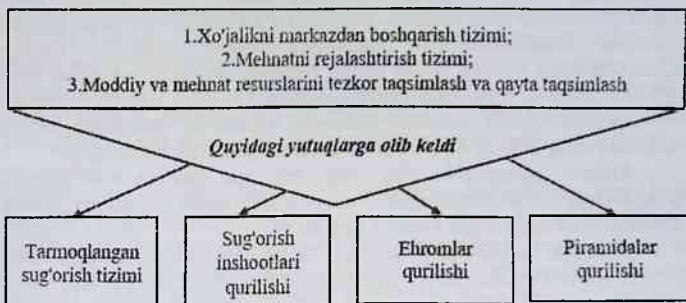 1.Xo'jalikni markazdan boshqarish tizimi;
2.Mehnatni rejalashtirish tizimi;
3.Moddiy va mehnat resurslarini tezkor taqsimlash va qayta taqsimlash
Quyidagi yutuqlarga olib keldi
Tarmoqlangan
sug'orish tizimi
Sug'orish
inshootlari
qurilishi
Ehromlar
qurilishi
Piramidalar
qurilishi